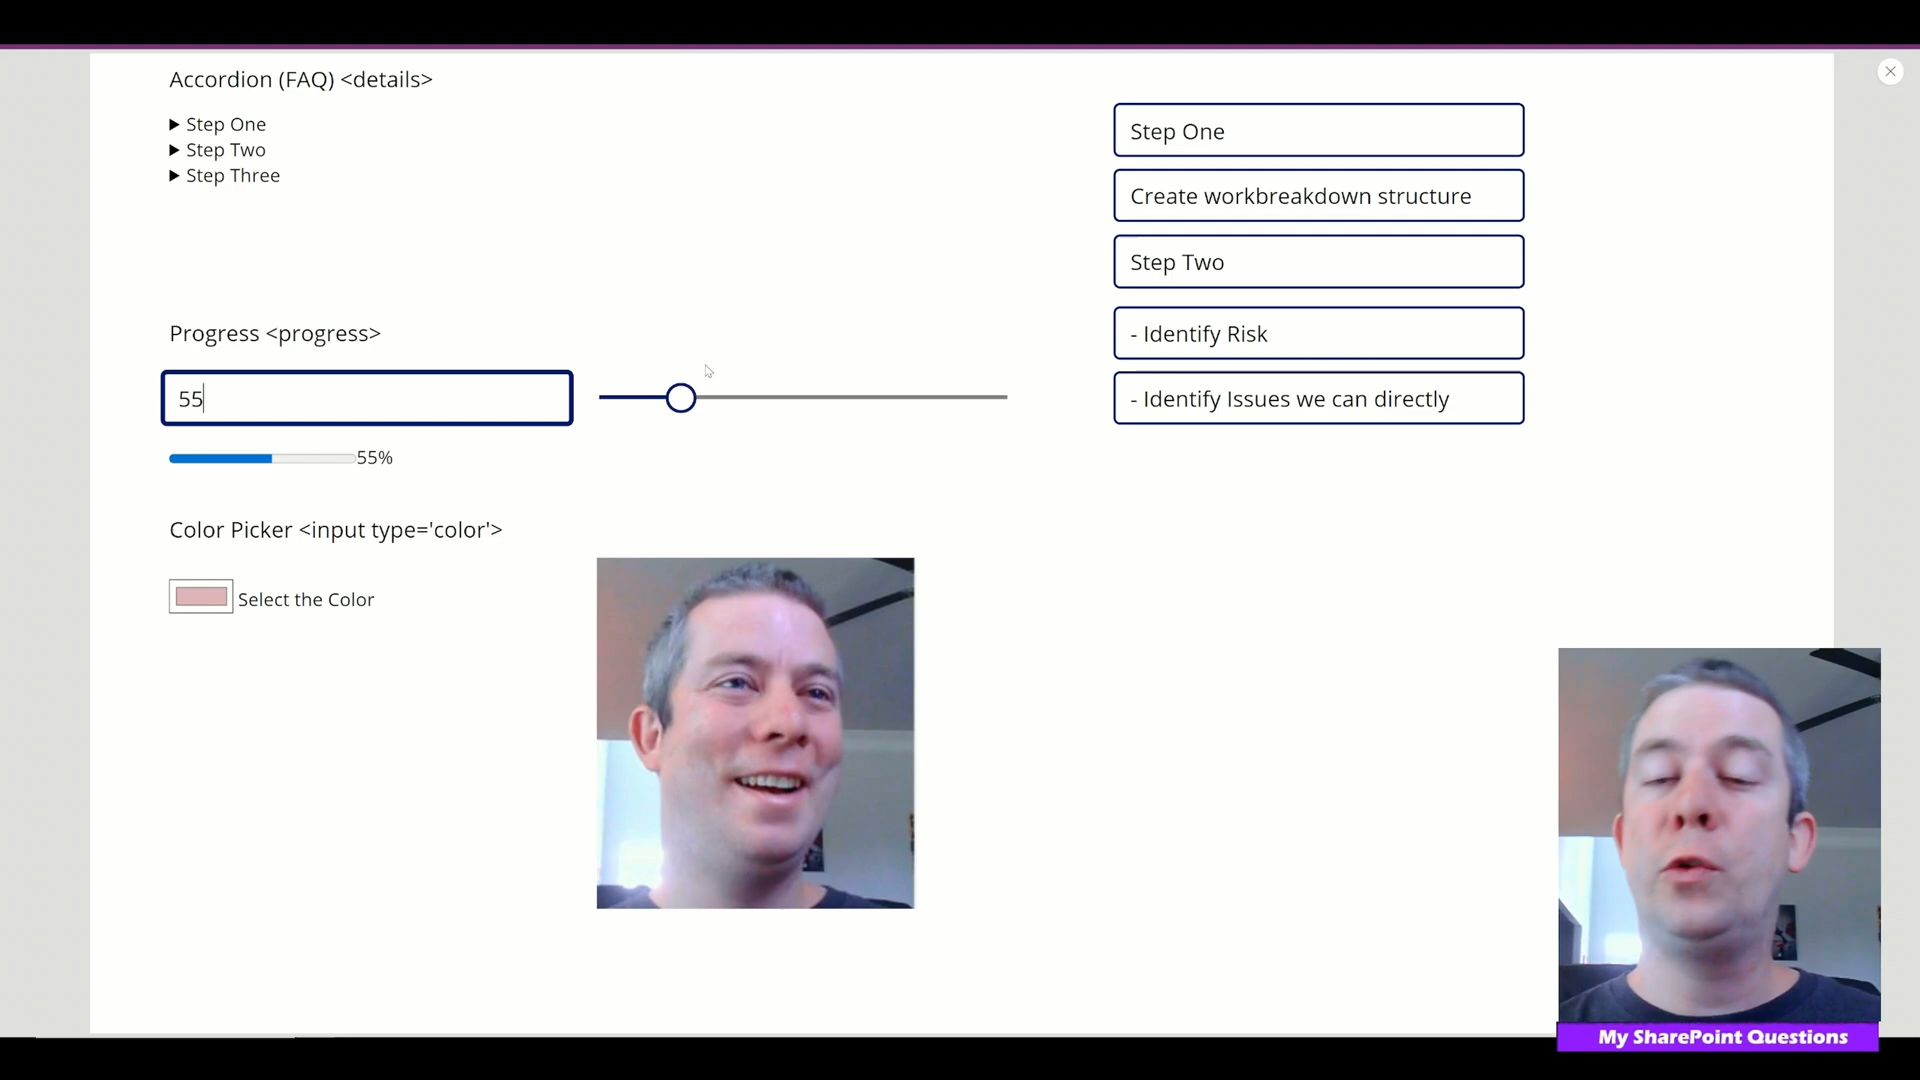 Accordion (FAQ) <details>
Step One
Step Two
Step Three
Progress <progress>
55
55%
Color Picker <input type='color'>
Select the Color
Step One
Create workbreakdown structure
Step Two
- Identify Risk
- Identify Issues we can directly
My SharePoint Questions